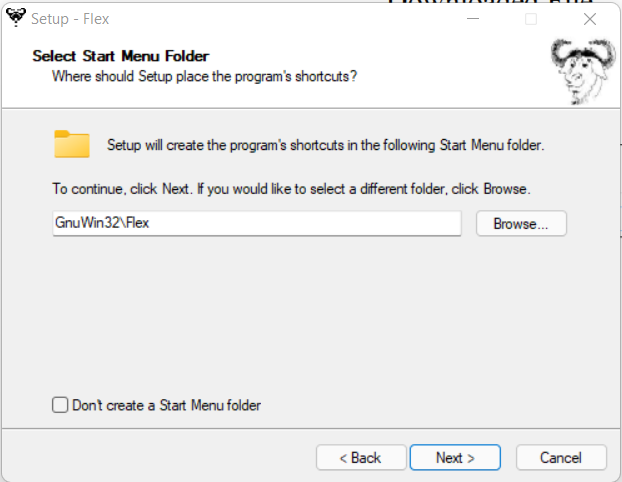 Downloaded File
Setup - Flex
Select Start Menu Folder
Where should Setup place the program's shortcuts?
Setup will create the program's shortcuts in the following Start Menu folder.
To continue, click Next. If you would like to select a different folder, click Browse.
GnuWin32\Flex
Browse...
Don't create a Start Menu folder
< Back
Next >
Cancel